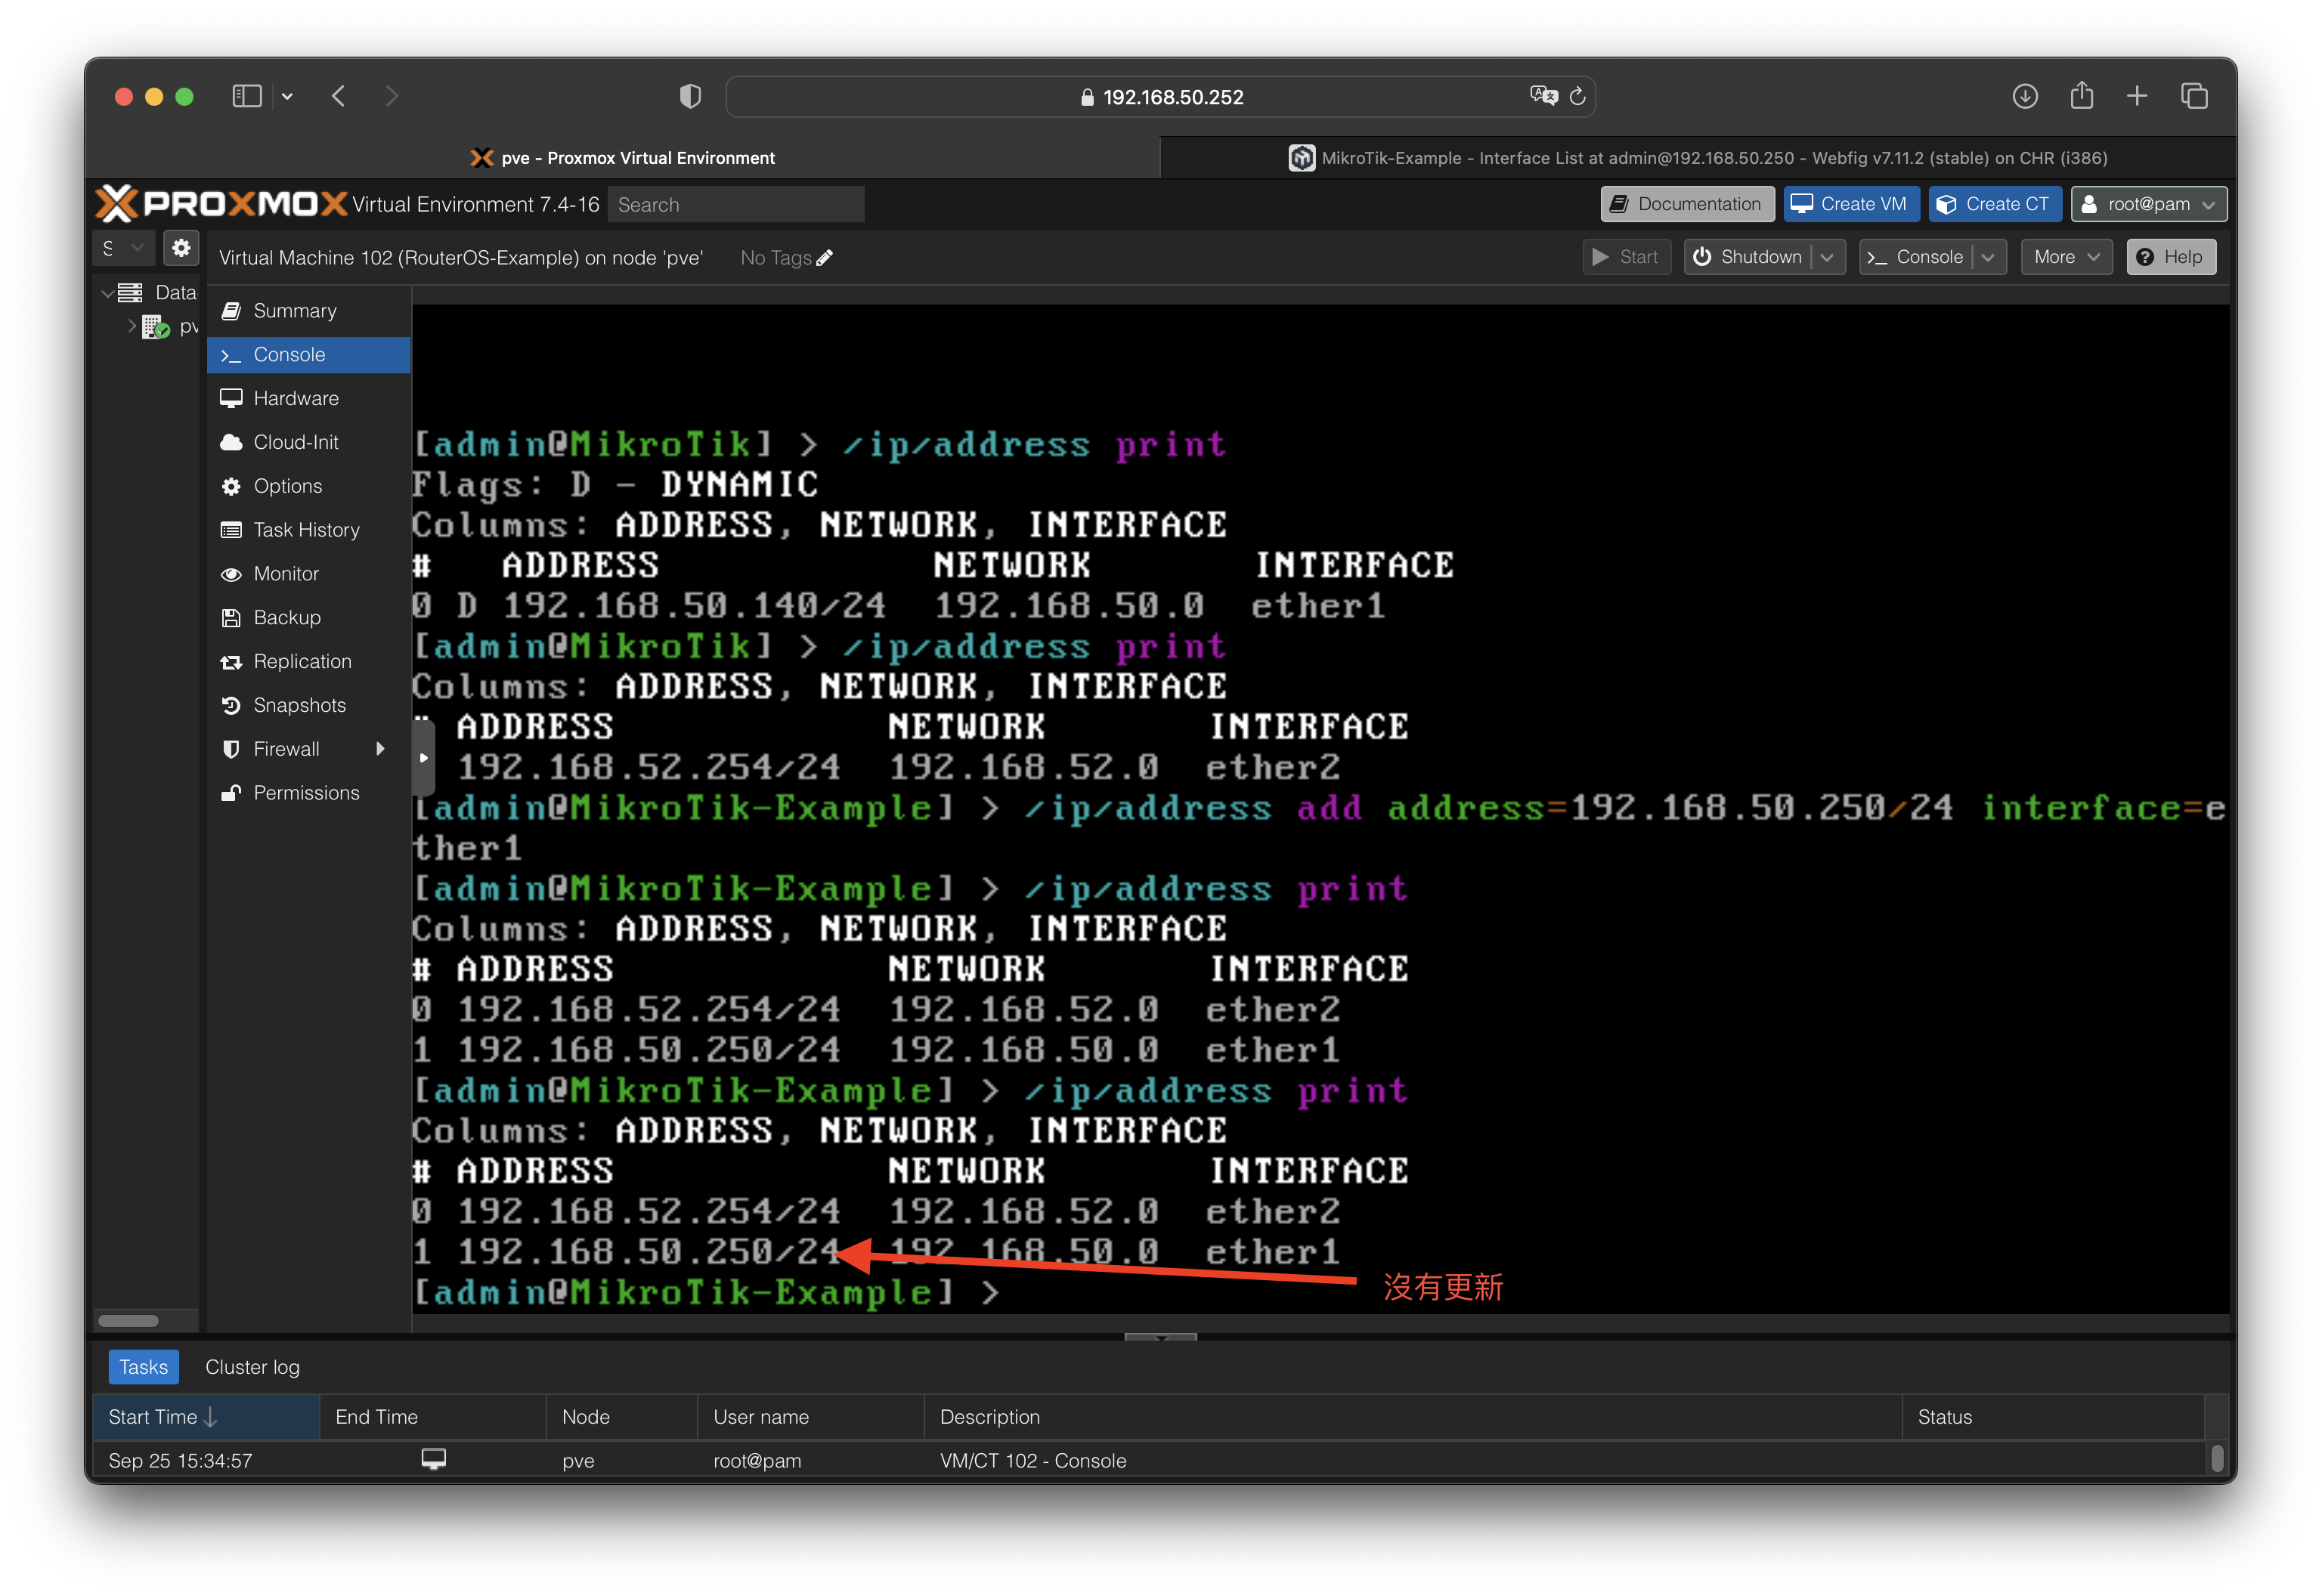 192.168.50.252
pve - Proxmox Virtual Environment
MikroTik-Example - Interface List at admin@192.168.50.250 - Webfig v7.11.2 (stable) on CHR (i386)
PROXMOX Virtual Environment 7.4-16 Search Documentation Create VM Create CT root@pam
S Virtual Machine 102 (RouterOS-Example) on node 'pve' No Tags Start Shutdown Console More Help
Data
pv
Summary
Console
Hardware
Cloud-Init
Options
Task History
Monitor
Backup
Replication
Snapshots
Firewall
Permissions
[admin@MikroTik] > /ip/address print
Flags: D - DYNAMIC
Columns: ADDRESS, NETWORK, INTERFACE
# ADDRESS NETWORK INTERFACE
0 D 192.168.50.140/24 192.168.50.0 ether1
[admin@MikroTik] > /ip/address print
Columns: ADDRESS, NETWORK, INTERFACE
# ADDRESS NETWORK INTERFACE
192.168.52.254/24 192.168.52.0 ether2
[admin@MikroTik-Example] > /ip/address add address=192.168.50.250/24 interface=e
ther1
[admin@MikroTik-Example] > /ip/address print
Columns: ADDRESS, NETWORK, INTERFACE
# ADDRESS NETWORK INTERFACE
0 192.168.52.254/24 192.168.52.0 ether2
1 192.168.50.250/24 192.168.50.0 ether1
[admin@MikroTik-Example] > /ip/address print
Columns: ADDRESS, NETWORK, INTERFACE
# ADDRESS NETWORK INTERFACE
0 192.168.52.254/24 192.168.52.0 ether2
1 192.168.50.250/24 192.168.50.0 ether1
[admin@MikroTik-Example] >
沒有更新
Tasks Cluster log
Start Time End Time Node User name Description Status
Sep 25 15:34:57 pve root@pam VM/CT 102 - Console